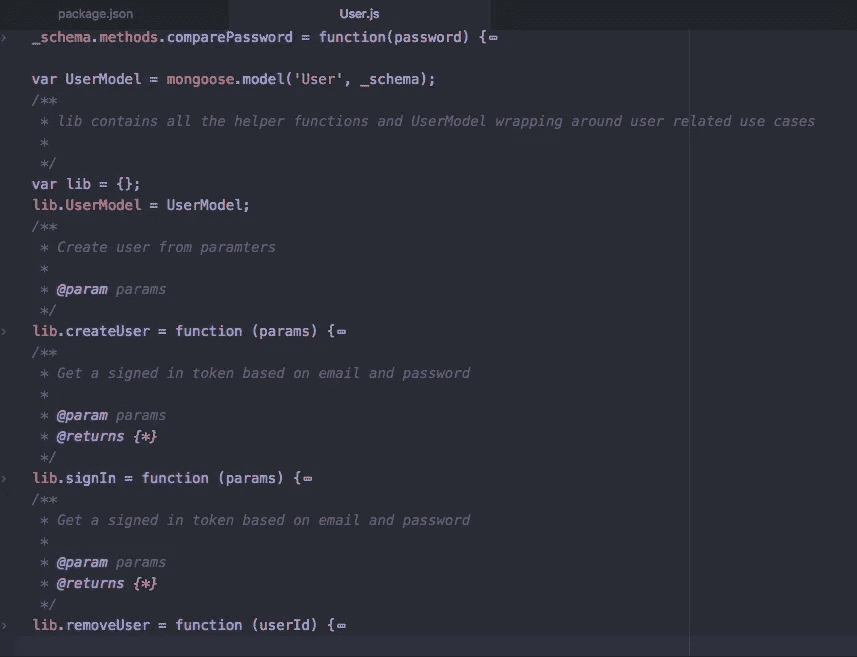 package.json User.js
_schema.methods.comparePassword = function(password) {⋯
var UserModel = mongoose.model('User', _schema);
/**
* lib contains all the helper functions and UserModel wrapping around user related use cases
*
*/
var lib = {};
lib.UserModel = UserModel;
/**
* Create user from paramters
*
* @param params
*/
lib.createUser = function (params) {⋯
/**
* Get a signed in token based on email and password
*
* @param params
* @returns {*}
*/
lib.signIn = function (params) {⋯
/**
* Get a signed in token based on email and password
*
* @param params
* @returns {*}
*/
lib.removeUser = function (userId) {⋯